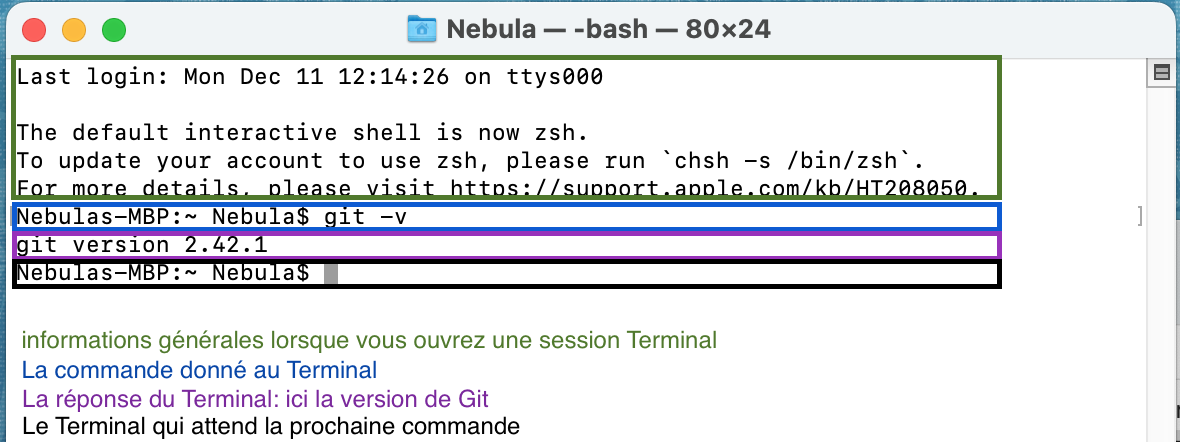 Nebula — -bash — 80×24
Last login: Mon Dec 11 12:14:26 on ttys000
The default interactive shell is now zsh.
To update your account to use zsh, please run `chsh -s /bin/zsh`.
For more details, please visit https://support.apple.com/kb/HT208050.
Nebulas-MBP:~ Nebula$ git -v
git version 2.42.1
Nebulas-MBP:~ Nebula$
informations générales lorsque vous ouvrez une session Terminal
La commande donné au Terminal
La réponse du Terminal: ici la version de Git
Le Terminal qui attend la prochaine commande